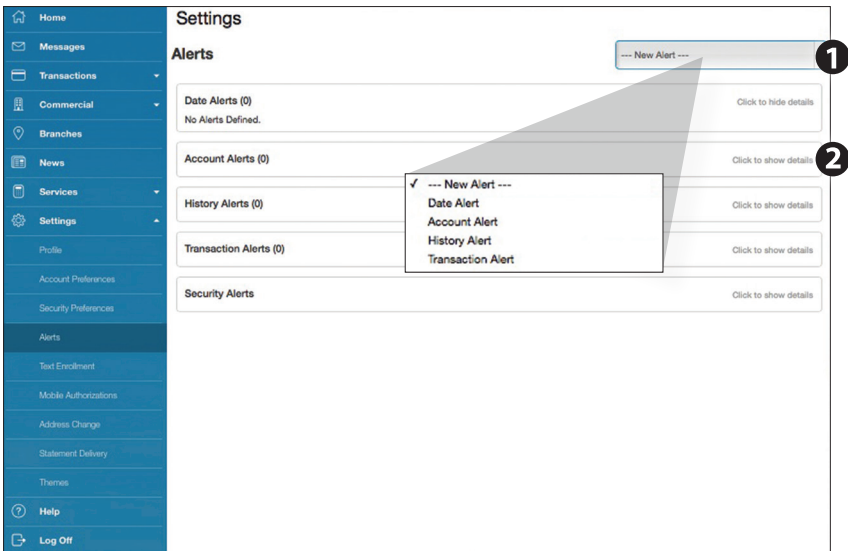 Home
Messages
Transactions
Commercial
Branches
News
Services
Settings
Profile
Account Preferences
Security Preferences
Alerts
Text Enrollment
Mobile Authorizations
Address Change
Statement Delivery
Themes
Help
Log Off
Settings
Alerts
--- New Alert ---
1
Date Alerts (0)
Click to hide details
No Alerts Defined.
Account Alerts (0)
Click to show details
2
History Alerts (0)
Click to show details
Transaction Alerts (0)
Click to show details
Security Alerts
Click to show details
✓ --- New Alert ---
Date Alert
Account Alert
History Alert
Transaction Alert